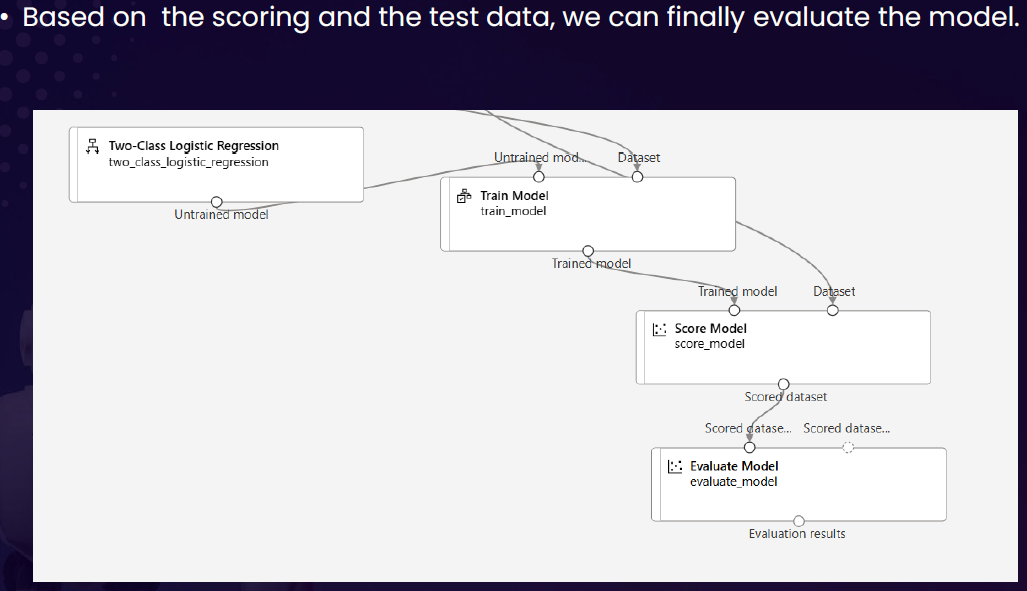 • Based on the scoring and the test data, we can finally evaluate the model.
Two-Class Logistic Regression
two_class_logistic_regression
Untrained model
Untrained mod...
Dataset
Train Model
train_model
Trained model
Trained model
Dataset
Score Model
score_model
Scored dataset
Scored datase...
Scored datase...
Evaluate Model
evaluate_model
Evaluation results